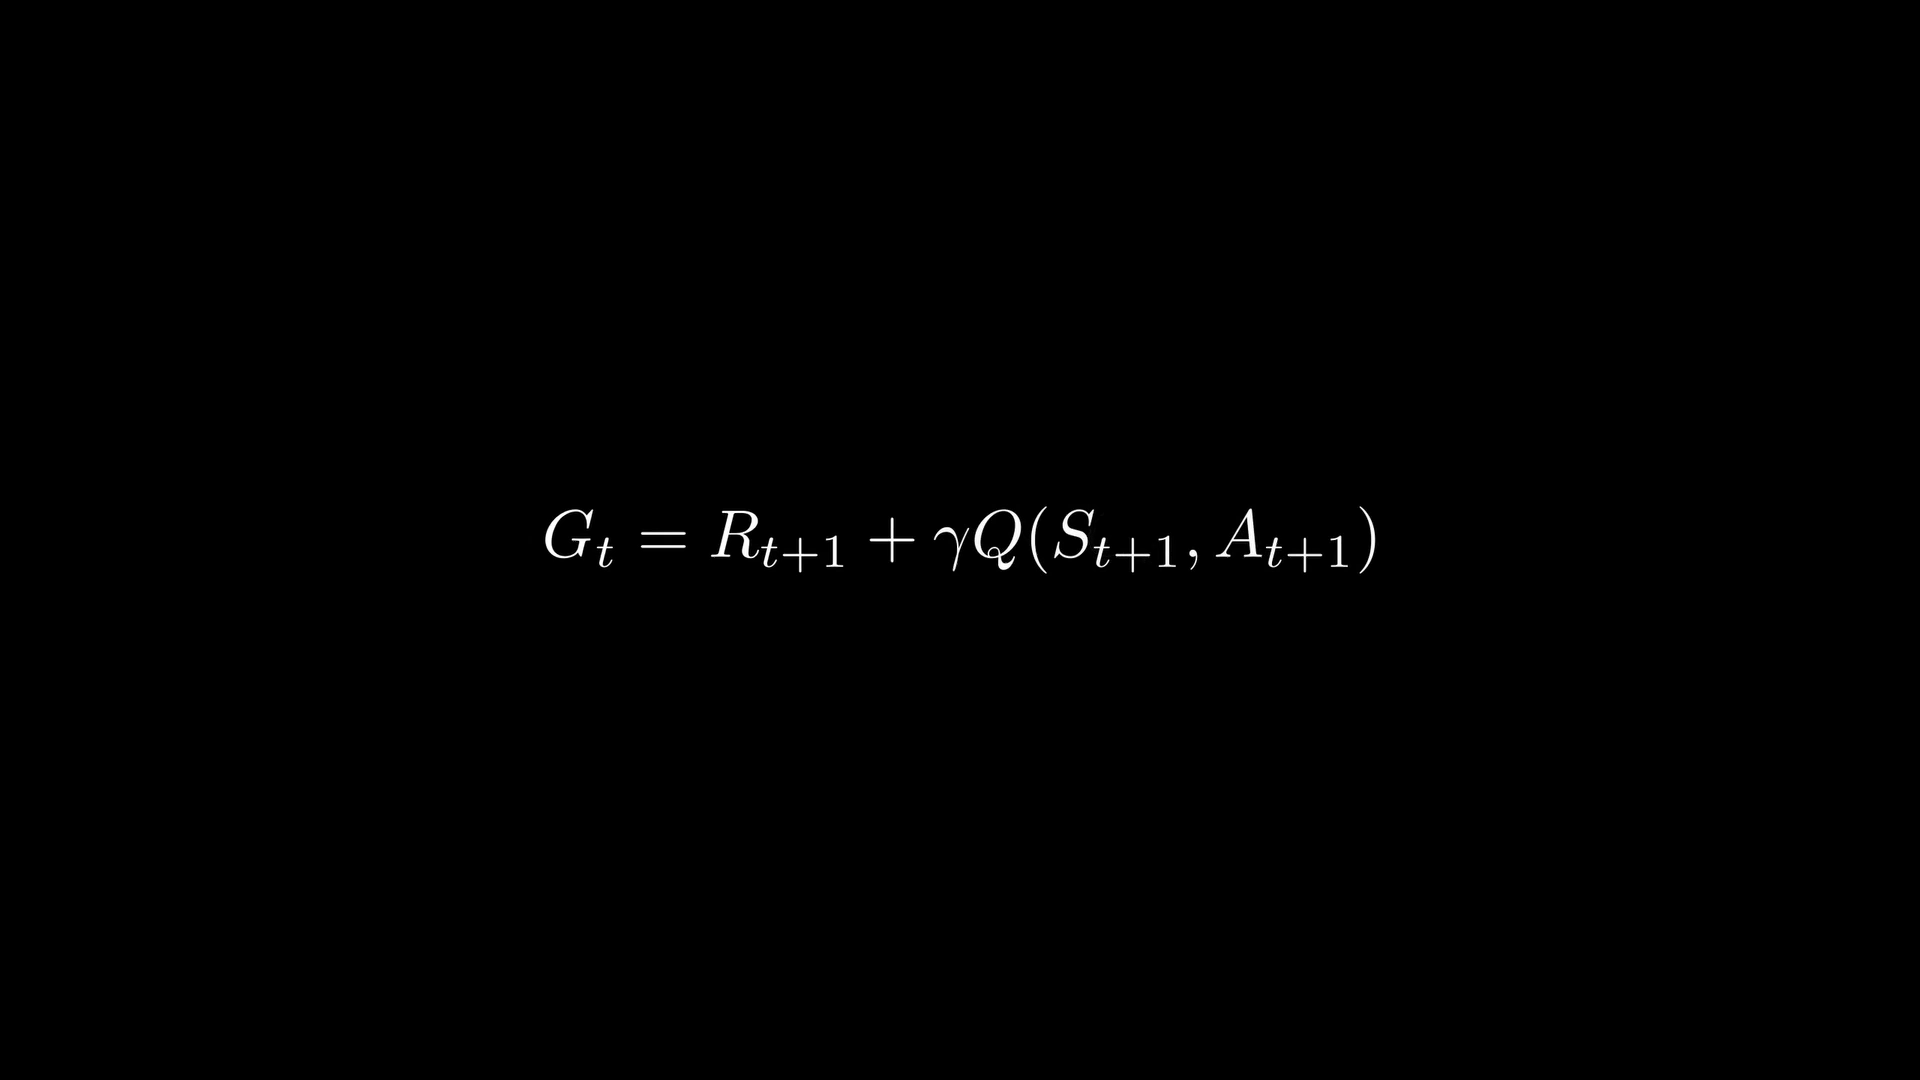 G_t = R_{t+1} + γQ(S_{t+1}, A_{t+1})